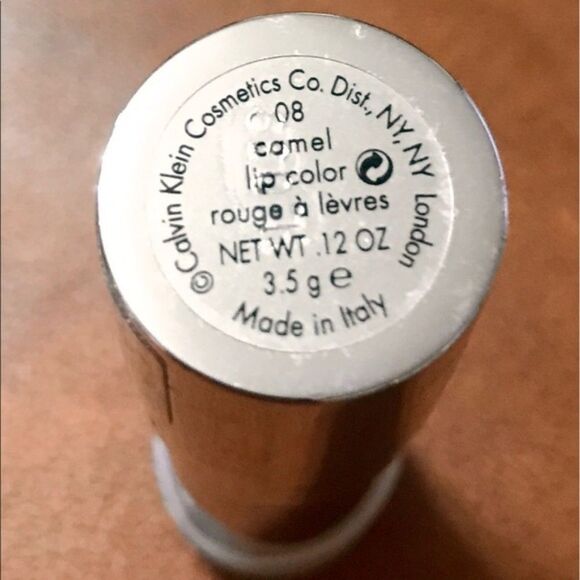 ©Calvin Klein Cosmetics Co. Dist., NY, NY London
08
camel
lip color
rouge à lèvres
NET WT .12 OZ
3.5 g e
Made in Italy